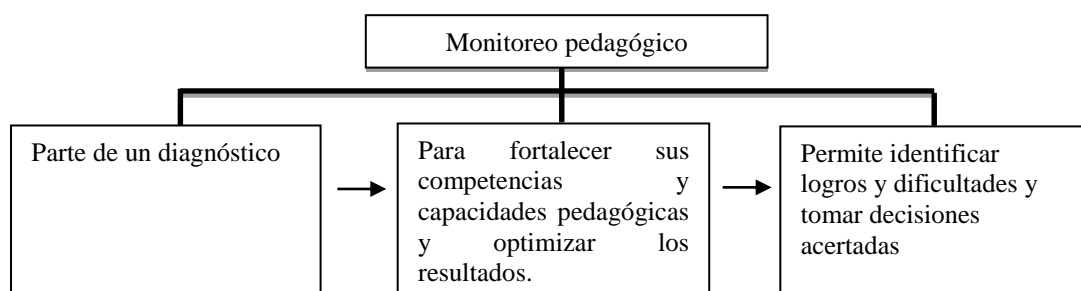 Monitoreo pedagógico
Parte de un diagnóstico
Para fortalecer sus
competencias y
capacidades pedagógicas
y optimizar los
resultados.
Permite identificar
logros y dificultades y
tomar decisiones
acertadas